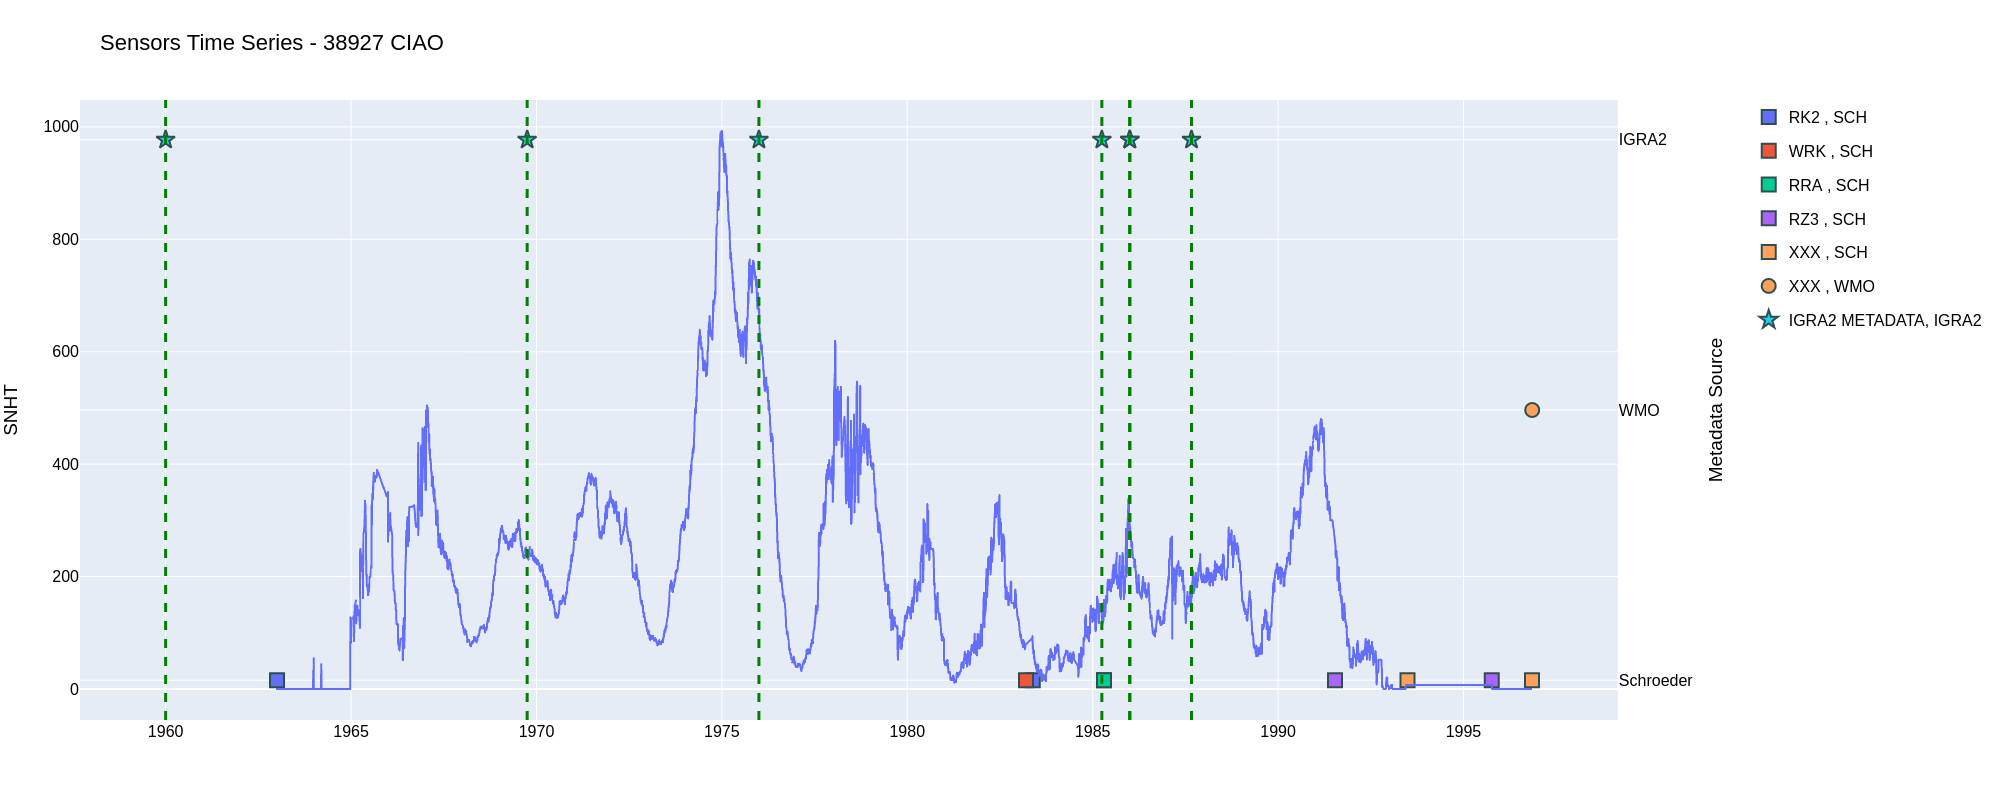 Sensors Time Series - 38927 CIAO
SNHT
1000
800
600
400
200
0
1960
1965
1970
1975
1980
1985
1990
1995
IGRA2
WMO
Schroeder
Metadata Source
RK2 , SCH
WRK , SCH
RRA , SCH
RZ3 , SCH
XXX , SCH
XXX , WMO
IGRA2 METADATA, IGRA2